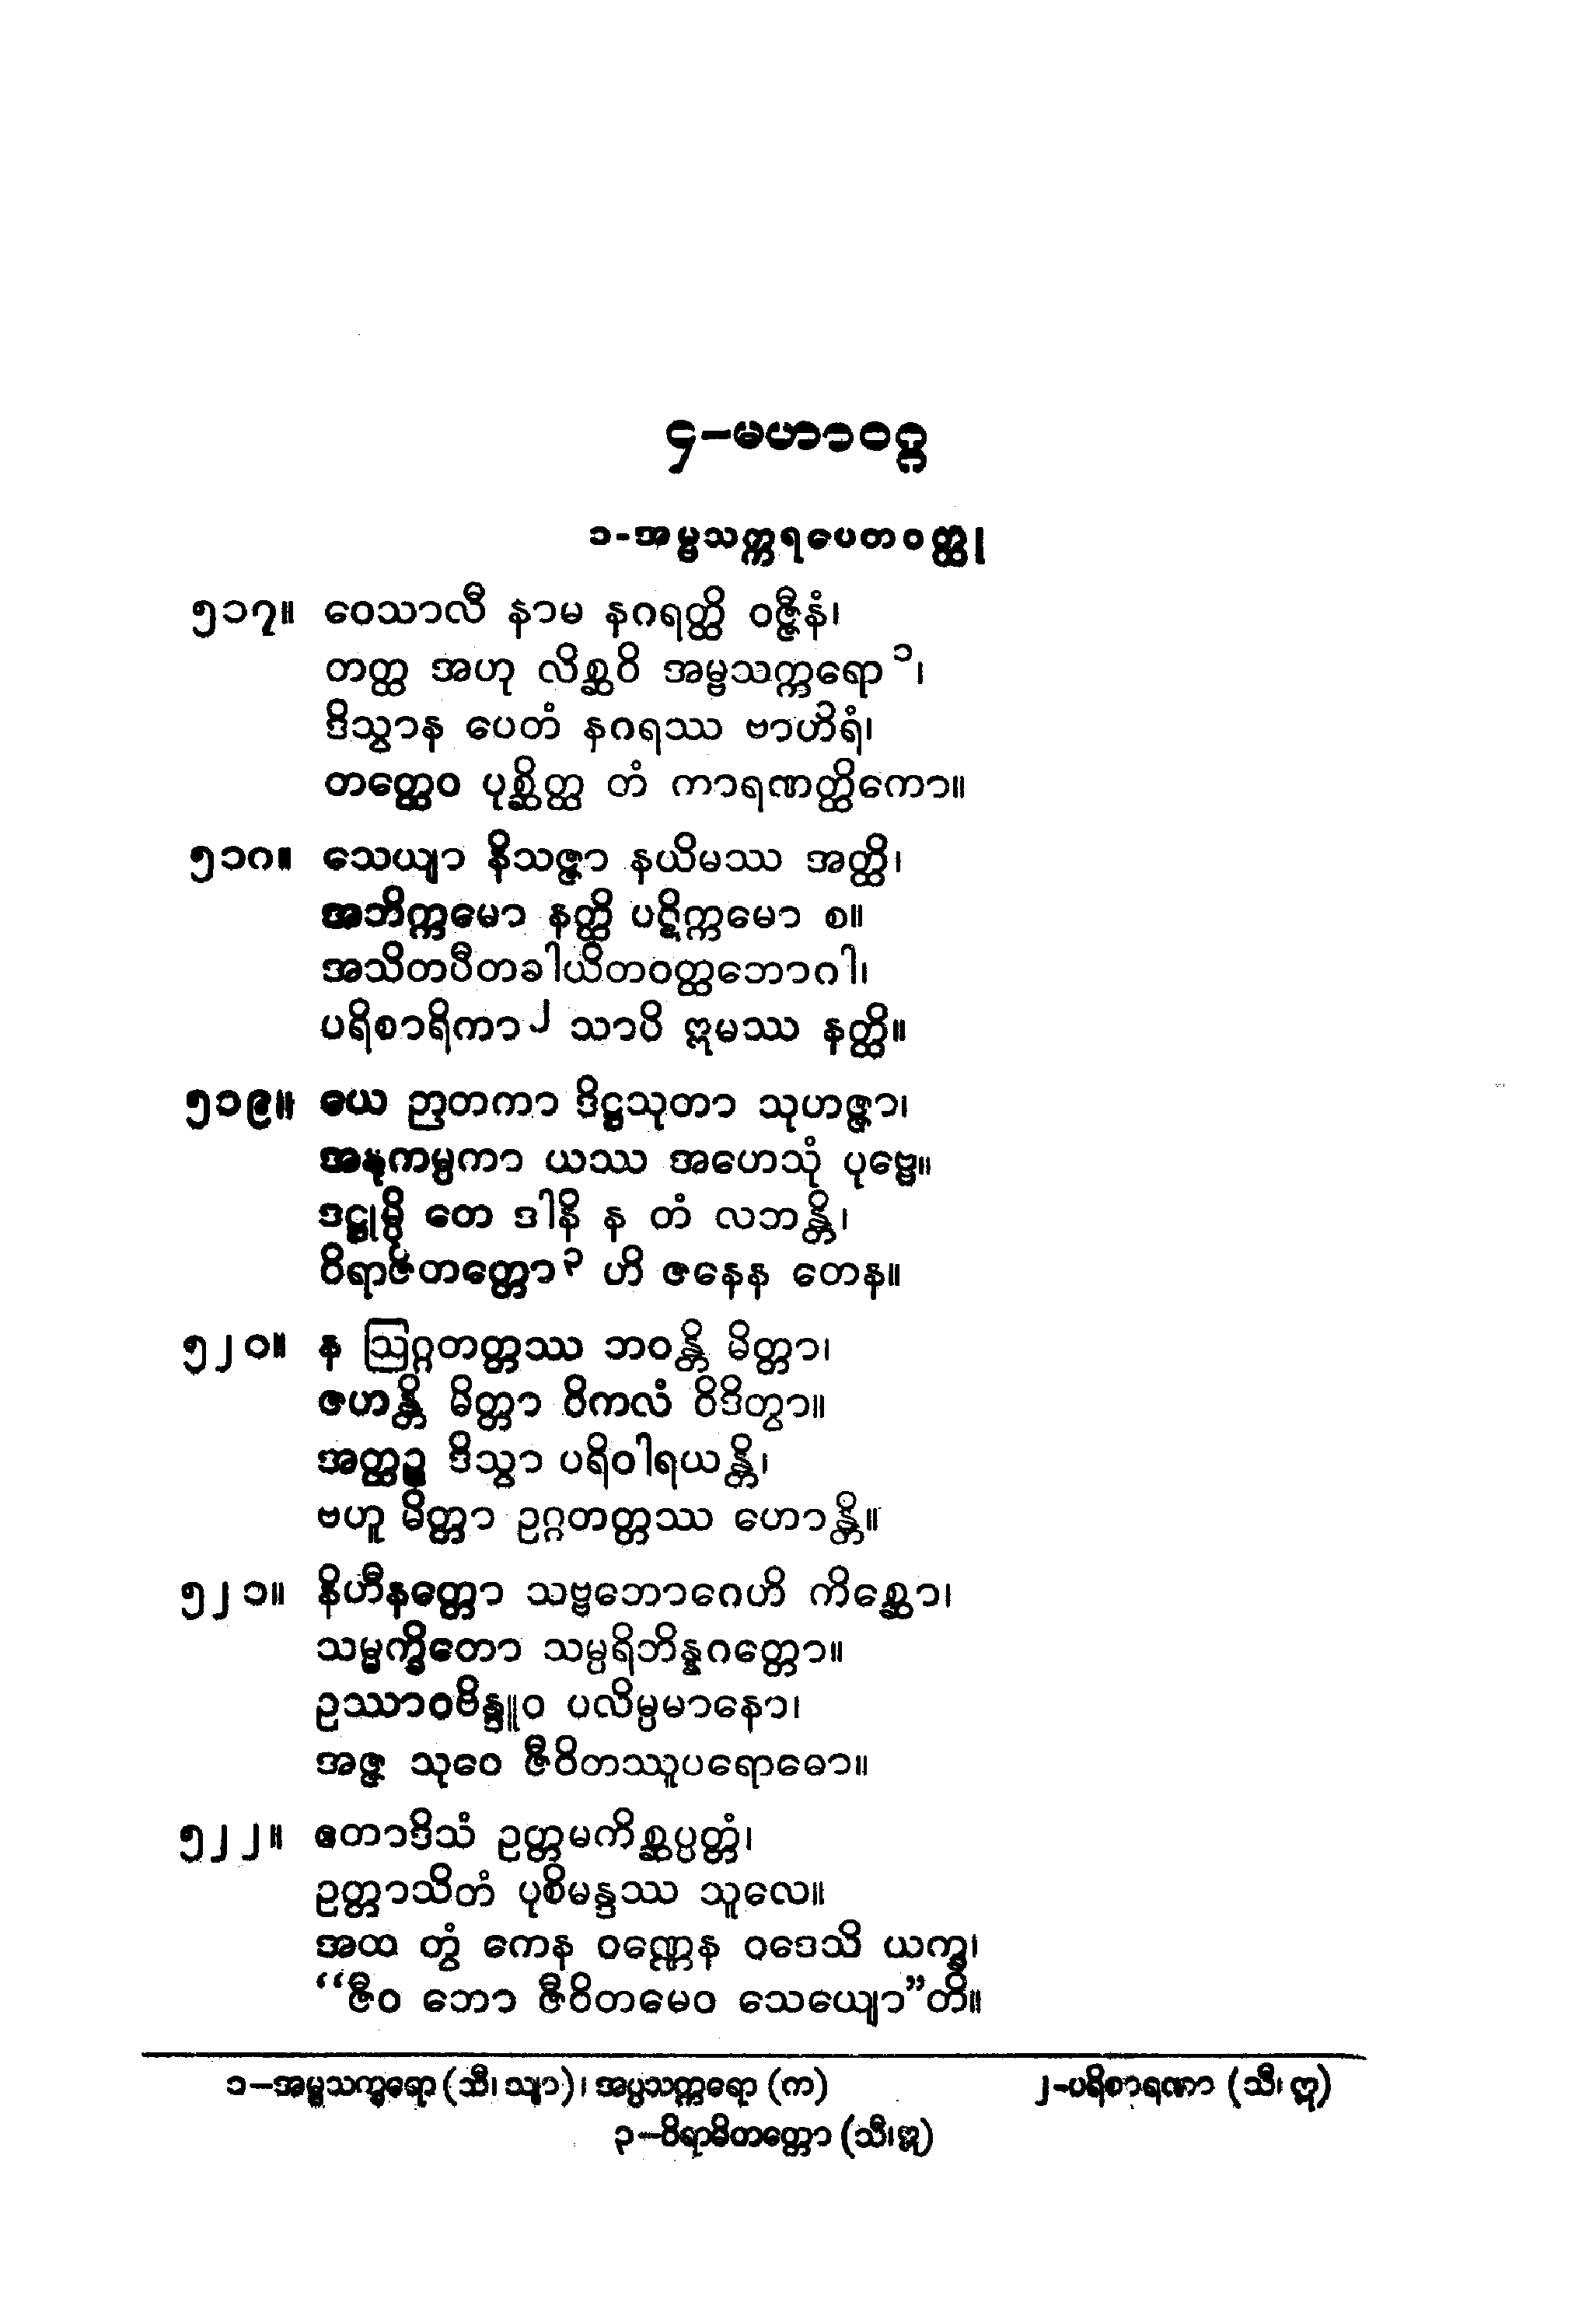 ၄–မဟာဝဂ္ဂ
၁-အမ္ဗသက္ကရပေတဝတ္ထု
၅၁၇။ ဝေသာလီ နာမ နဂရတ္ထိ ဝဇ္ဇီနံ၊
တတ္ထ အဟု လိစ္ဆဝိ အမ္ဗသက္ကရော ၁၊
ဒိသွာန ပေတံ နဂရဿ ဗာဟိရံ၊
တတ္ထေဝ ပုစ္ဆိတ္ထ တံ ကာရဏတ္ထိကော။
၅၁၈။ သေယျာ နိသဇ္ဇာ နယိမဿ အတ္ထိ၊
အဘိက္ကမော နတ္ထိ ပဋိက္ကမော စ။
အသိတပီတခါယိတဝတ္ထဘောဂါ၊
ပရိစာရိကာ ၂ သာပိ ဣမဿ နတ္ထိ။
၅၁၉။ ယေ ဉာတကာ ဒိဋ္ဌသုတာ သုဟဇ္ဇာ၊
အနုကမ္ပကာ ယဿ အဟေသုံ ပုဗ္ဗေ။
ဒဋ္ဌုမ္ပိ တေ ဒါနိ န တံ လဘန္တိ၊
ဝိရာဇိတတ္တော ၃ ဟိ ဇနေန တေန။
၅၂၀။ န ဩဂ္ဂတတ္တဿ ဘဝန္တိ မိတ္တာ၊
ဇဟန္တိ မိတ္တာ ဝိကလံ ဝိဒိတွာ။
အတ္ထဉ္စ ဒိသွာ ပရိဝါရယန္တိ၊
ဗဟူ မိတ္တာ ဥဂ္ဂတတ္တဿ ဟောန္တိ။
၅၂၁။ နိဟီနတ္တော သဗ္ဗဘောဂေဟိ ကိစ္ဆော၊
သမ္မက္ခိတော သမ္ပရိဘိန္နဂတ္တော။
ဥဿာဝဗိန္ဒူဝ ပလိမ္ပမာနော၊
အဇ္ဇ သုဝေ ဇီဝိတဿူပရောဓော။
၅၂၂။ ဧတာဒိသံ ဥတ္တမကိစ္ဆပ္ပတ္တံ၊
ဥတ္တာသိတံ ပုစိမန္ဒဿ သူလေ။
အထ တွံ ကေန ဝဏ္ဏေန ဝဒေသိ ယက္ခ၊
“ဇီဝ ဘော ဇီဝိတမေဝ သေယျော”တိ။
၁–အမ္ဗသက္ခရော (သီ၊ သျာ)၊ အပ္ပသက္ကရော (က) ၂-ပရိစာရဏာ (သီ၊ ဣ)
၃–ဝိရာဓိတတ္တော (သီ၊ ဣ)